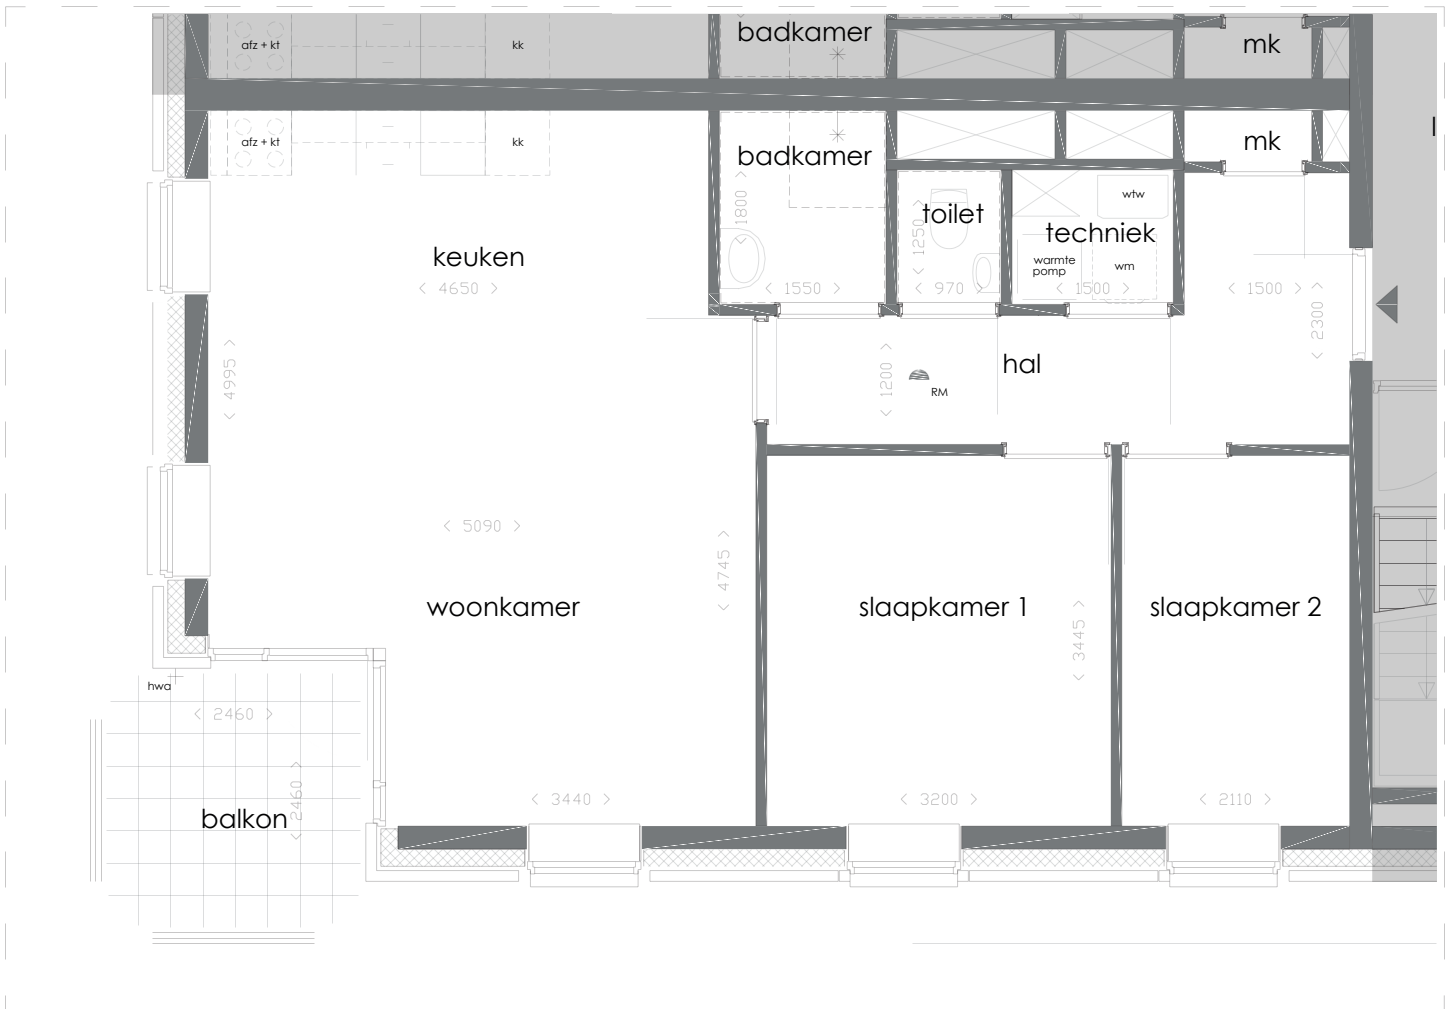 badkamer
afz + kt
kk
mk
afz + kt
kk
badkamer
mk
l
1800
toilet
1250
wtw
techniek
warmte
pomp
wm
keuken
4650
1550
970
1500
1500
2300
4995
1200
hal
RM
5090
4745
woonkamer
slaapkamer 1
3445
slaapkamer 2
hwa
2460
2460
balkon
3440
3200
2110